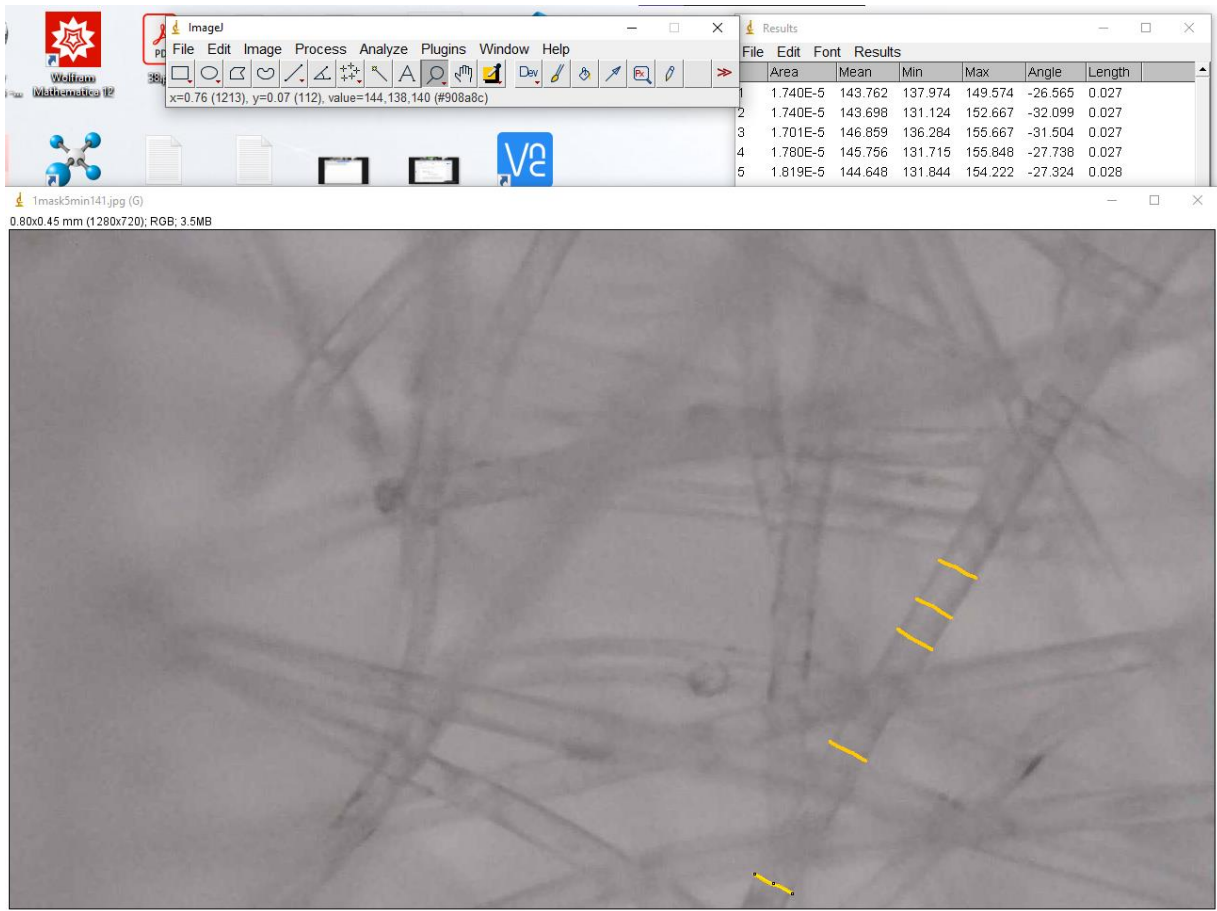 ImageJ
File Edit Image Process Analyze Plugins Window Help
Dev
x=0.76 (1213), y=0.07 (112), value=144,138,140 (#908a8c)
Wolfram
Mathematica 12
Results
File Edit Font Results
Area Mean Min Max Angle Length
1 1.740E-5 143.762 137.974 149.574 -26.565 0.027
2 1.740E-5 143.698 131.124 152.667 -32.099 0.027
3 1.701E-5 146.859 136.284 155.667 -31.504 0.027
4 1.780E-5 145.756 131.715 155.848 -27.738 0.027
5 1.819E-5 144.648 131.844 154.222 -27.324 0.028
1mask5min141.jpg (G)
0.80x0.45 mm (1280x720); RGB; 3.5MB